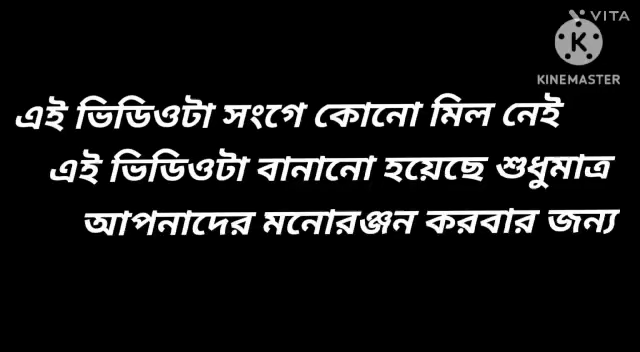 VITA
K
KINEMASTER
এই ভিডিওটা সংগে কোনো মিল নেই
এই ভিডিওটা বানানো হয়েছে শুধুমাত্র
আপনাদের মনোরঞ্জন করবার জন্য